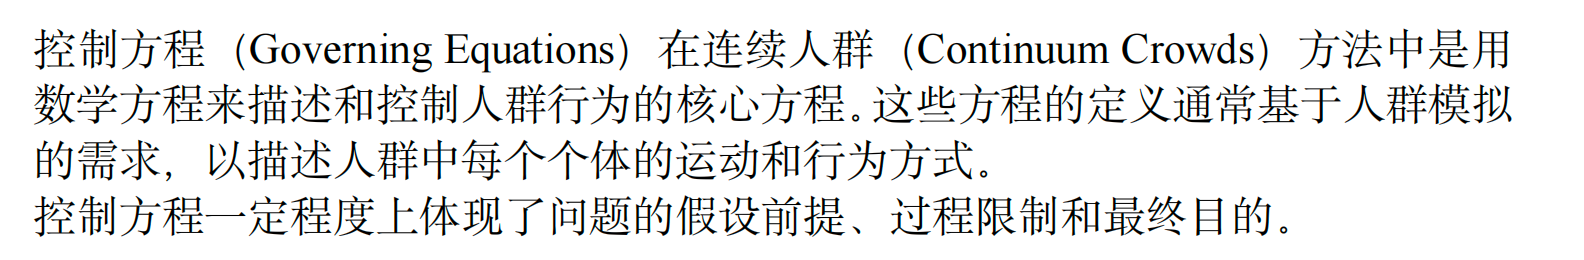 控制方程（Governing Equations）在连续人群（Continuum Crowds）方法中是用
数学方程来描述和控制人群行为的核心方程。这些方程的定义通常基于人群模拟
的需求，以描述人群中每个个体的运动和行为方式。
控制方程一定程度上体现了问题的假设前提、过程限制和最终目的。